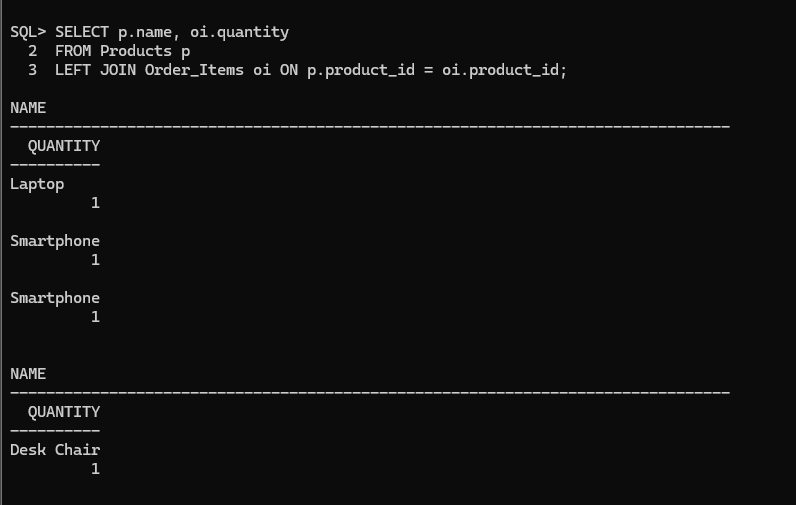 SQL> SELECT p.name, oi.quantity
  2  FROM Products p
  3  LEFT JOIN Order_Items oi ON p.product_id = oi.product_id;
NAME
--------------------------------------------------------------------------------
  QUANTITY
----------
Laptop
         1
Smartphone
         1
Smartphone
         1
NAME
--------------------------------------------------------------------------------
  QUANTITY
----------
Desk Chair
         1